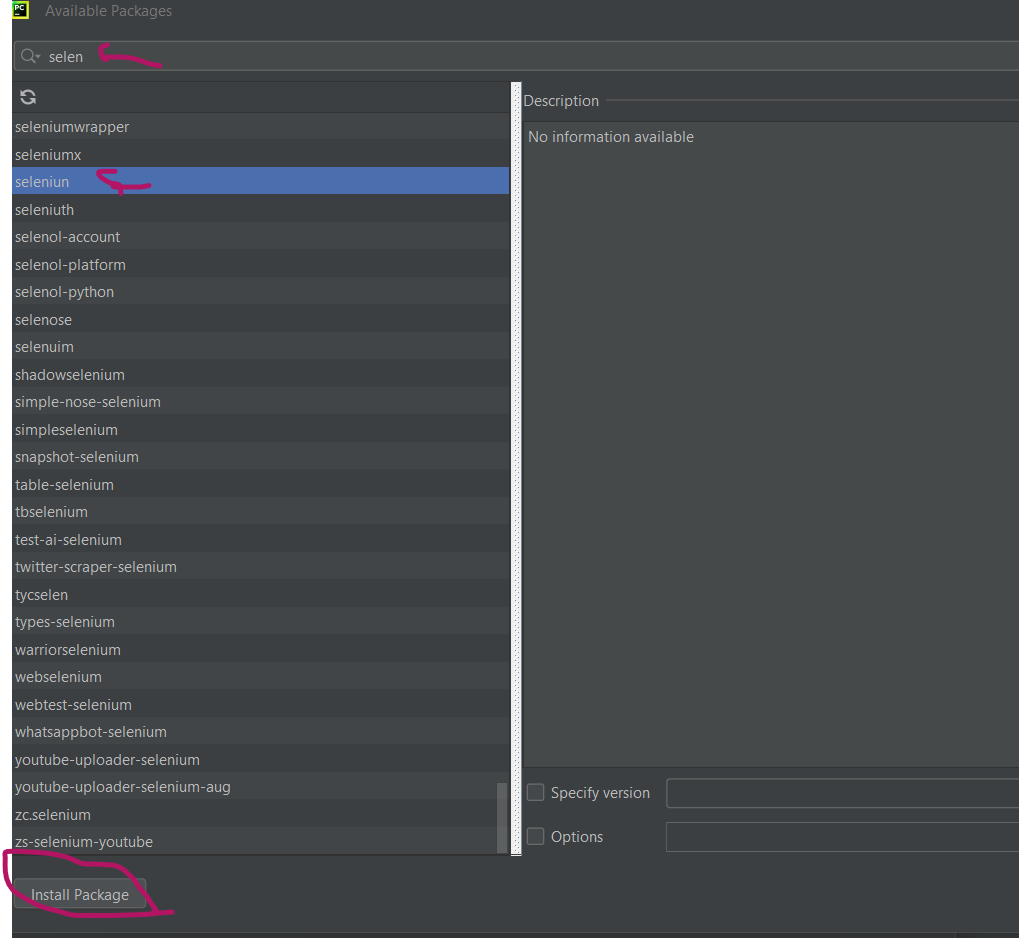 PC
Available Packages
selen
seleniumwrapper
seleniumx
seleniun
seleniuth
selenol-account
selenol-platform
selenol-python
selenose
selenuim
shadowselenium
simple-nose-selenium
simpleselenium
snapshot-selenium
table-selenium
tbselenium
test-ai-selenium
twitter-scraper-selenium
tycselen
types-selenium
warriorselenium
webselenium
webtest-selenium
whatsappbot-selenium
youtube-uploader-selenium
youtube-uploader-selenium-aug
zc.selenium
zs-selenium-youtube
Description
No information available
Specify version
Options
Install Package